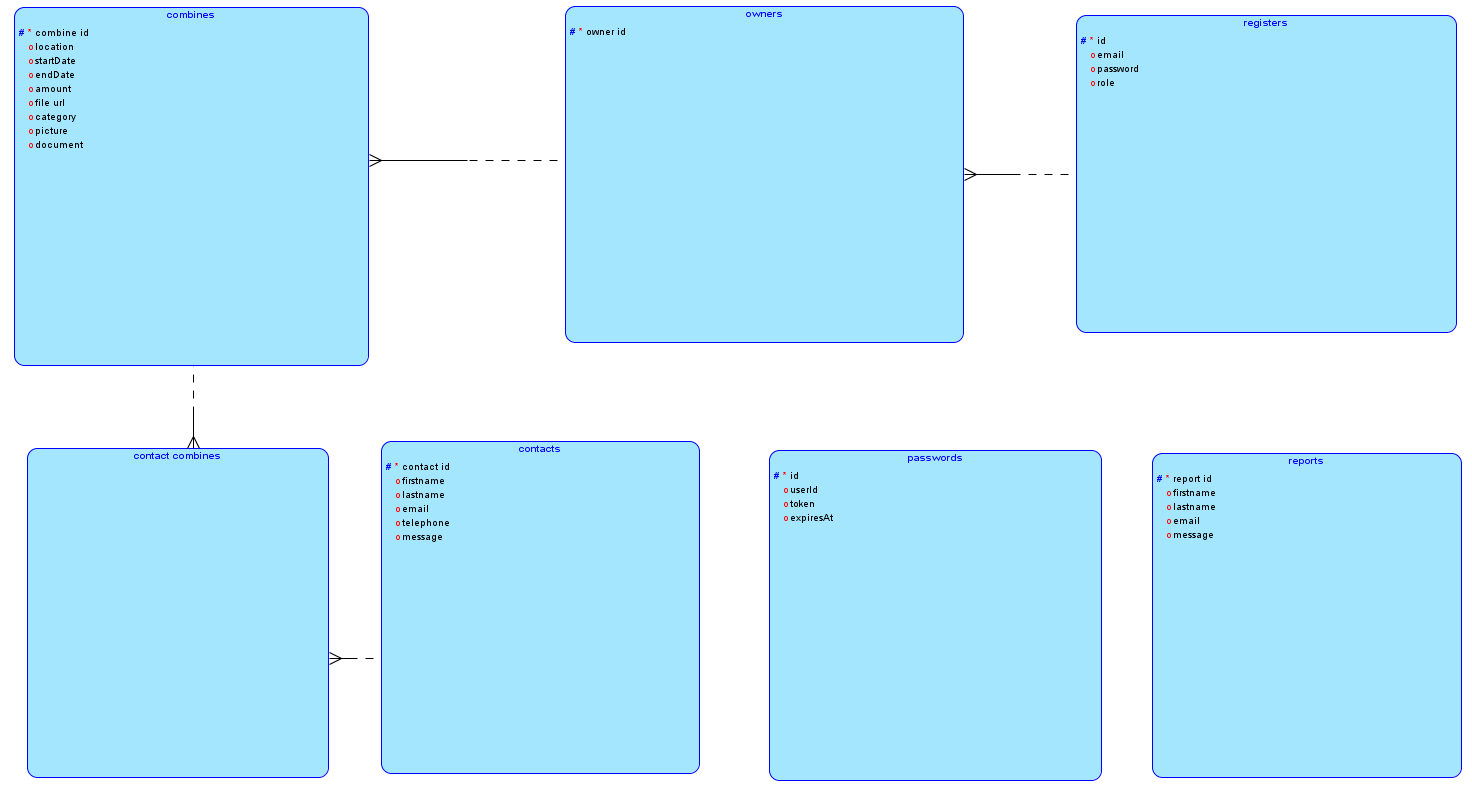 combines
# * combine id
o location
o startDate
o endDate
o amount
o file url
o category
o picture
o document
owners
# * owner id
registers
# * id
o email
o password
o role
contact combines
contacts
# * contact id
o firstname
o lastname
o email
o telephone
o message
passwords
# * id
o userId
o token
o expiresAt
reports
# * report id
o firstname
o lastname
o email
o message